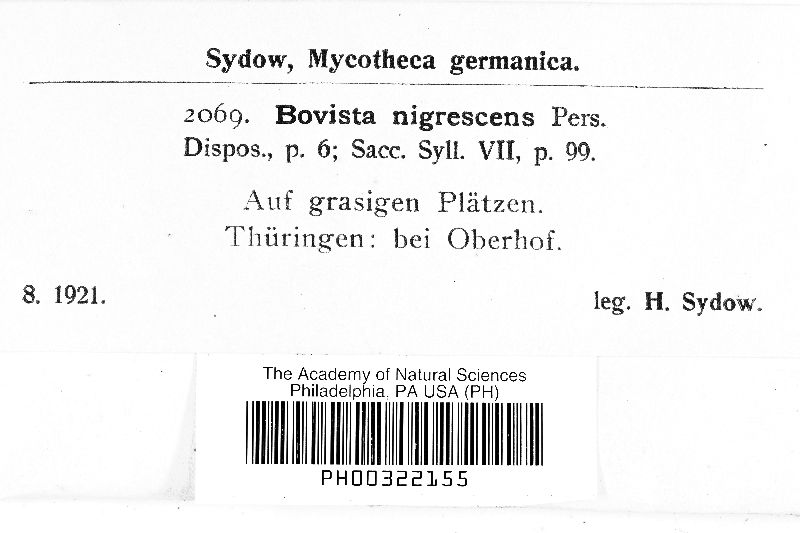 Sydow, Mycotheca germanica.
2069. Bovista nigrescens Pers.
Dispos., p. 6; Sacc. Syll. VII, p. 99.
Auf grasigen Plätzen.
Thüringen: bei Oberhof.
8. 1921.
leg. H. Sydow.
The Academy of Natural Sciences
Philadelphia, PA USA (PH)
PH00322155